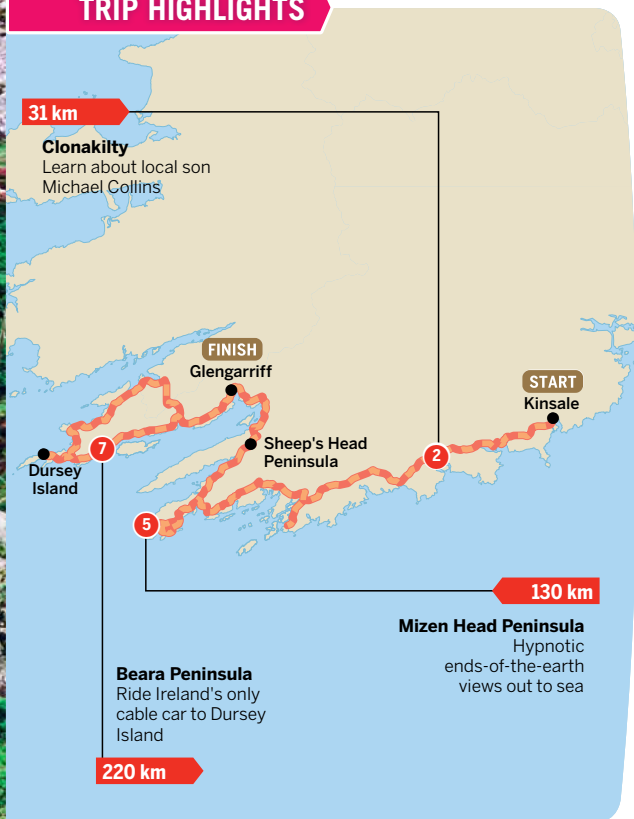 TRIP HIGHLIGHTS
31 km
Clonakilty
Learn about local son
Michael Collins
FINISH
Glengarriff
START
Kinsale
7
Dursey
Island
Sheep's Head
Peninsula
2
5
130 km
Mizen Head Peninsula
Hypnotic
ends-of-the-earth
views out to sea
Beara Peninsula
Ride Ireland's only
cable car to Dursey
Island
220 km